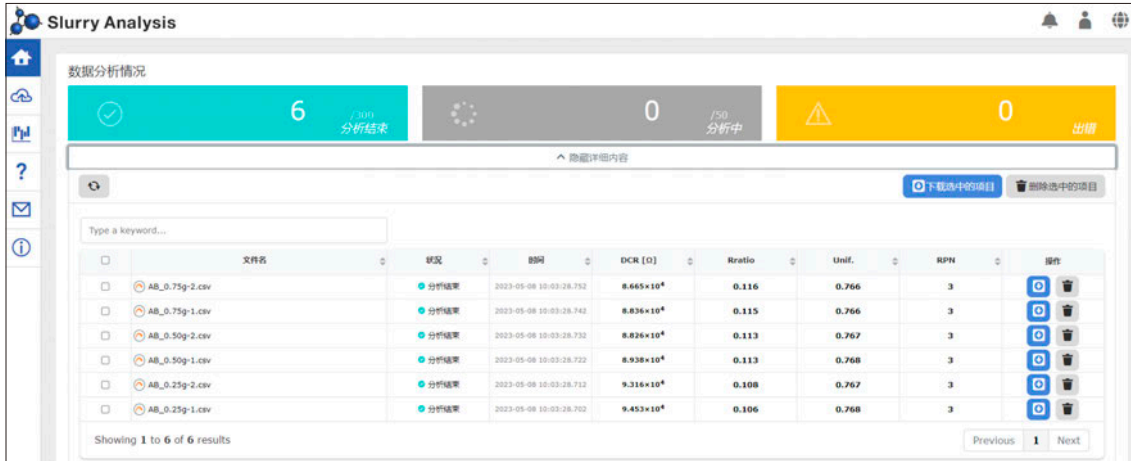 Slurry Analysis
数据分析情况
6 /300 分析结束
0 /50 分析中
0 出错
隐藏详细内容
下载选中的项目 删除选中的项目
Type a keyword...
文件名 状况 时间 DCR [Ω] Rratio Unif. RPN 操作
AB_0.75g-2.csv 分析结束 2023-05-08 10:03:28.752 8.665×10⁴ 0.116 0.766 3
AB_0.75g-1.csv 分析结束 2023-05-08 10:03:28.742 8.836×10⁴ 0.115 0.766 3
AB_0.50g-2.csv 分析结束 2023-05-08 10:03:28.732 8.826×10⁴ 0.113 0.767 3
AB_0.50g-1.csv 分析结束 2023-05-08 10:03:28.722 8.938×10⁴ 0.113 0.768 3
AB_0.25g-2.csv 分析结束 2023-05-08 10:03:28.712 9.316×10⁴ 0.108 0.767 3
AB_0.25g-1.csv 分析结束 2023-05-08 10:03:28.702 9.453×10⁴ 0.106 0.768 3
Showing 1 to 6 of 6 results
Previous 1 Next